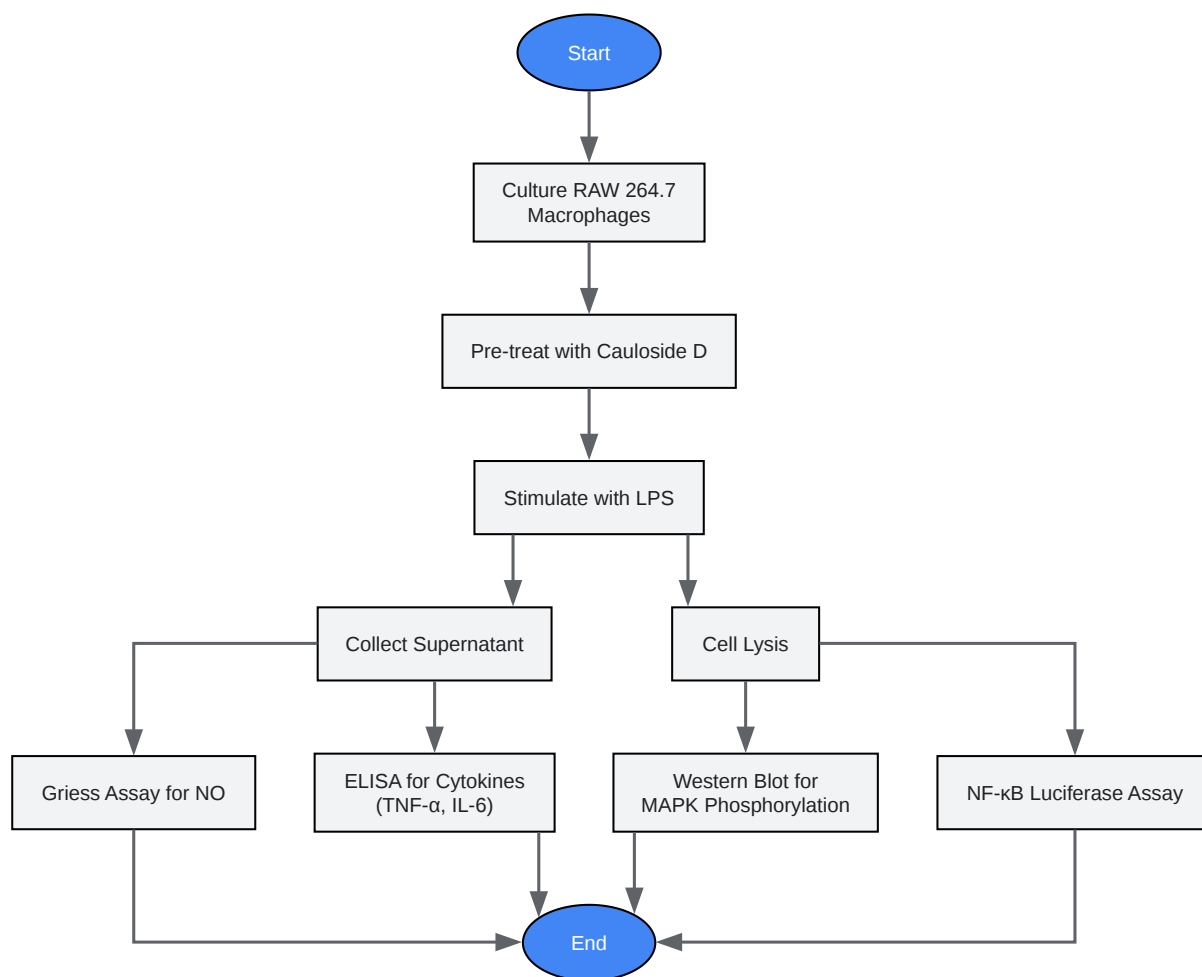 Start
Culture RAW 264.7
Macrophages
Pre-treat with Cauloside D
Stimulate with LPS
Collect Supernatant
Cell Lysis
Griess Assay for NO
ELISA for Cytokines
(TNF-α, IL-6)
Western Blot for
MAPK Phosphorylation
NF-κB Luciferase Assay
End